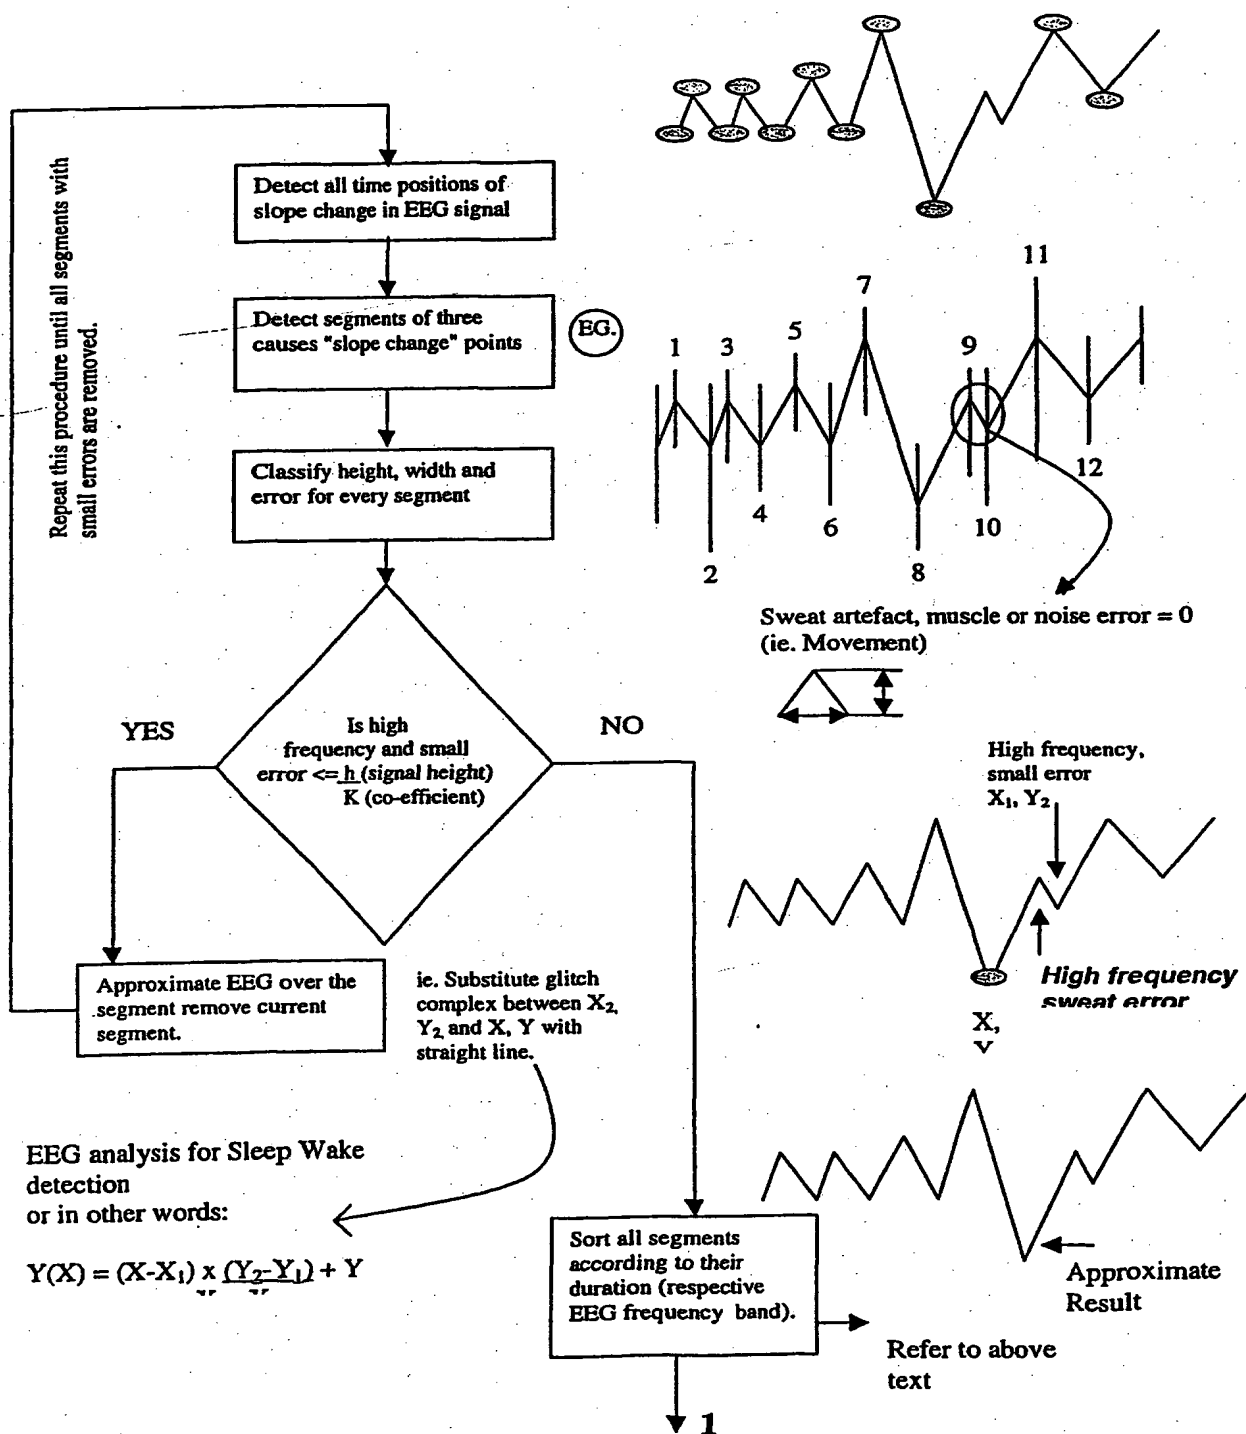 Repeat this procedure until all segments with
small errors are removed.
Detect all time positions of
slope change in EEG signal
Detect segments of three
causes "slope change" points
EG.
Classify height, width and
error for every segment
YES
Is high
frequency and small
error <= h (signal height)
K (co-efficient)
NO
Approximate EEG over the
segment remove current
segment.
ie. Substitute glitch
complex between X₂,
Y₂ and X, Y with
straight line.
EEG analysis for Sleep Wake
detection
or in other words:
Y(X) = (X-X₁) x (Y₂-Y₁) + Y
Sort all segments
according to their
duration (respective
EEG frequency band).
Refer to above
text
1
1
3
5
7
9
11
2
4
6
8
10
12
Sweat artefact, muscle or noise error = 0
(ie. Movement)
High frequency,
small error
X₁, Y₂
High frequency
sweat error
X,
Approximate
Result